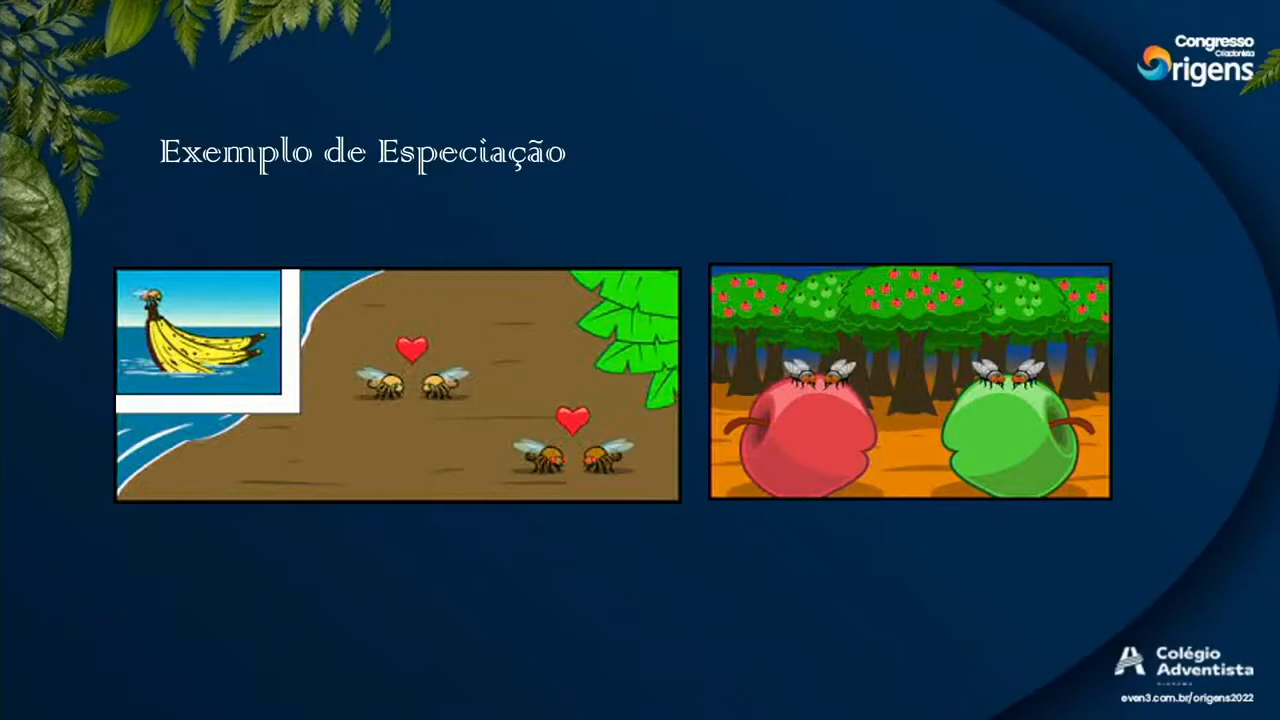 Congresso
Criacionista
Origens
Exemplo de Especiação
Colégio
Adventista
even3.com.br/origens2022